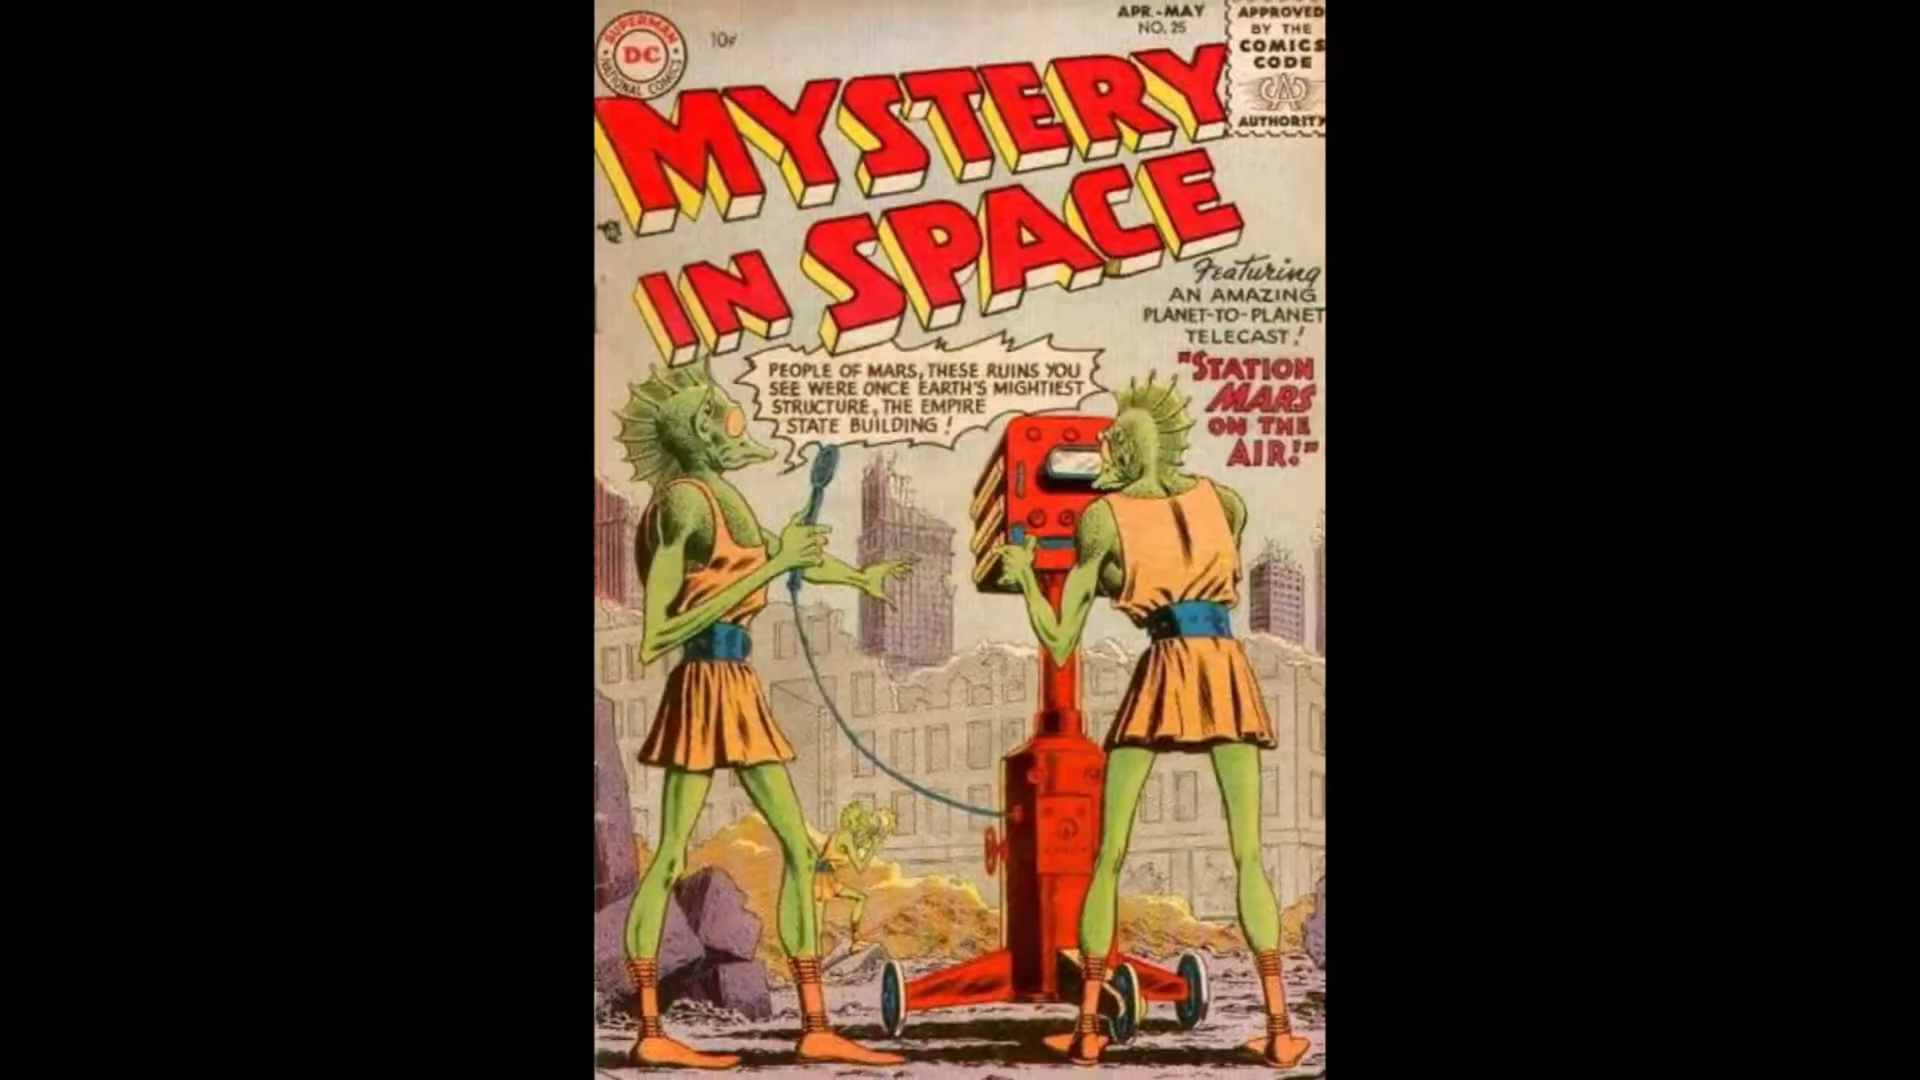 SUPERMAN
DC
NATIONAL COMICS
10¢
APR.-MAY
NO. 25
APPROVED
BY THE
COMICS
CODE
AUTHORITY
MYSTERY
IN SPACE
Featuring
AN AMAZING
PLANET-TO-PLANET
TELECAST!
"STATION
MARS
ON THE
AIR!"
PEOPLE OF MARS, THESE RUINS YOU
SEE WERE ONCE EARTH'S MIGHTIEST
STRUCTURE, THE EMPIRE
STATE BUILDING!